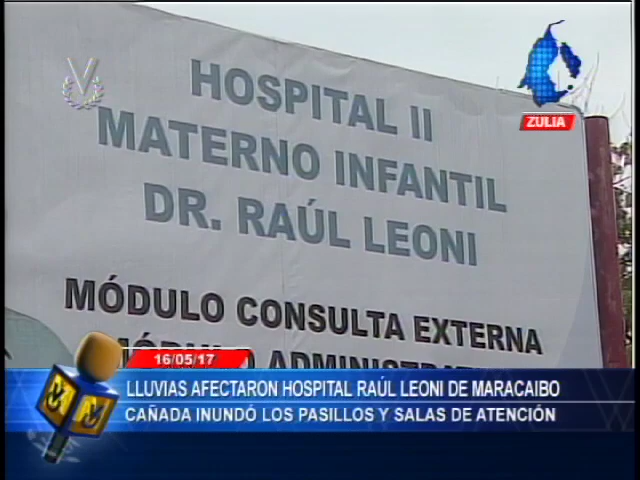 HOSPITAL II
MATERNO INFANTIL
DR. RAÚL LEONI
MÓDULO CONSULTA EXTERNA
MÓDULO
ZULIA
16/05/17
LLUVIAS AFECTARON HOSPITAL RAÚL LEONI DE MARACAIBO
CAÑADA INUNDÓ LOS PASILLOS Y SALAS DE ATENCIÓN